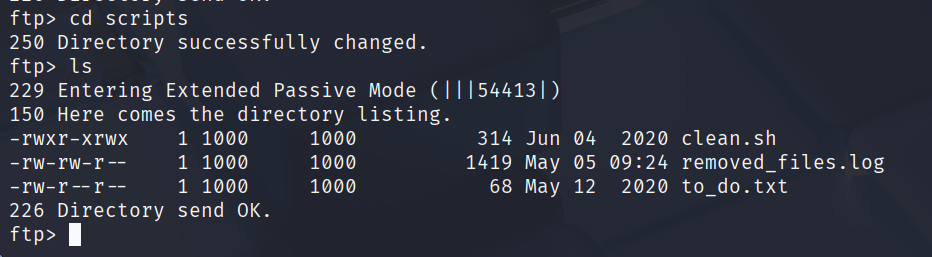 ftp> cd scripts
250 Directory successfully changed.
ftp> ls
229 Entering Extended Passive Mode (|||54413|)
150 Here comes the directory listing.
-rwxr-xrwx    1 1000     1000          314 Jun 04  2020 clean.sh
-rw-rw-r--    1 1000     1000         1419 May 05 09:24 removed_files.log
-rw-r--r--    1 1000     1000           68 May 12  2020 to_do.txt
226 Directory send OK.
ftp>